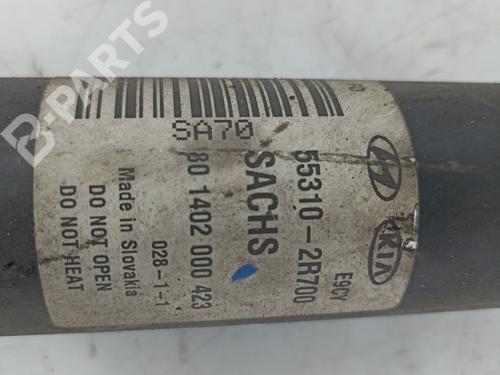 B-PARTS
SA70
KIA
E9CV
55310-2R700
SACHS
80 1402 000 423
028-1-1
Made in Slovakia
DO NOT OPEN
DO NOT HEAT